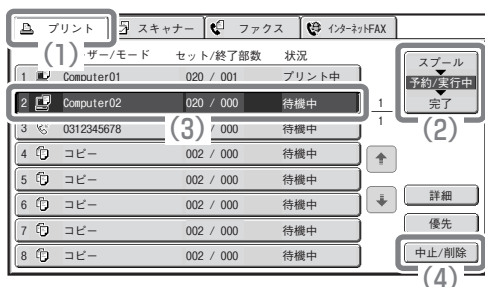 プリント スキャナー ファクス インターネットFAX
(1)
ーザー/モード セット/終了部数 状況
1 Computer01 020 / 001 プリント中
2 Computer02 020 / 000 待機中
(3)
3 0312345678 002 / 000 待機中
4 コピー 002 / 000 待機中
5 コピー 002 / 000 待機中
6 コピー 002 / 000 待機中
7 コピー 002 / 000 待機中
8 コピー 002 / 000 待機中
1
1
スプール
予約/実行中
完了
(2)
詳細
優先
中止/削除
(4)